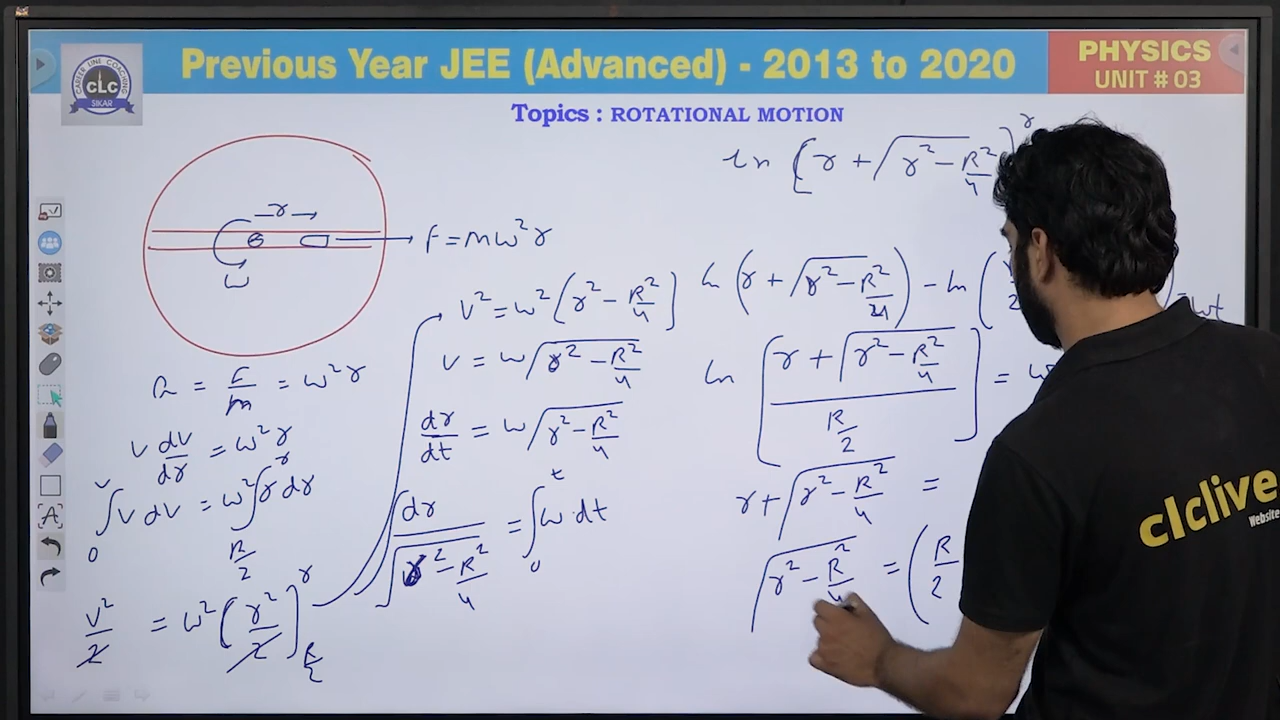 Previous Year JEE (Advanced) - 2013 to 2020
PHYSICS
UNIT # 03
CAREER LINE COACHING
CLC
SIKAR
Topics : ROTATIONAL MOTION
r
ω
F = mω²r
a = F/m = ω²r
v dv/dr = ω²r
∫₀^v v dv = ω² ∫_{R/2}^r r dr
v²/2 = ω² (r²/2]_{R/2}^r
v² = ω² (r² - R²/4]
v = ω√(r² - R²/4)
dr/dt = ω√(r² - R²/4)
∫ dr/√(r² - R²/4) = ∫₀^t ω·dt
ln [r + √(r² - R²/4)]^r
ln (r + √(r² - R²/4)) - ln (
= ωt
ln [(r + √(r² - R²/4))/(R/2)] = ω
r + √(r² - R²/4) =
√(r² - R²/4) = (R/2
clclive
Website